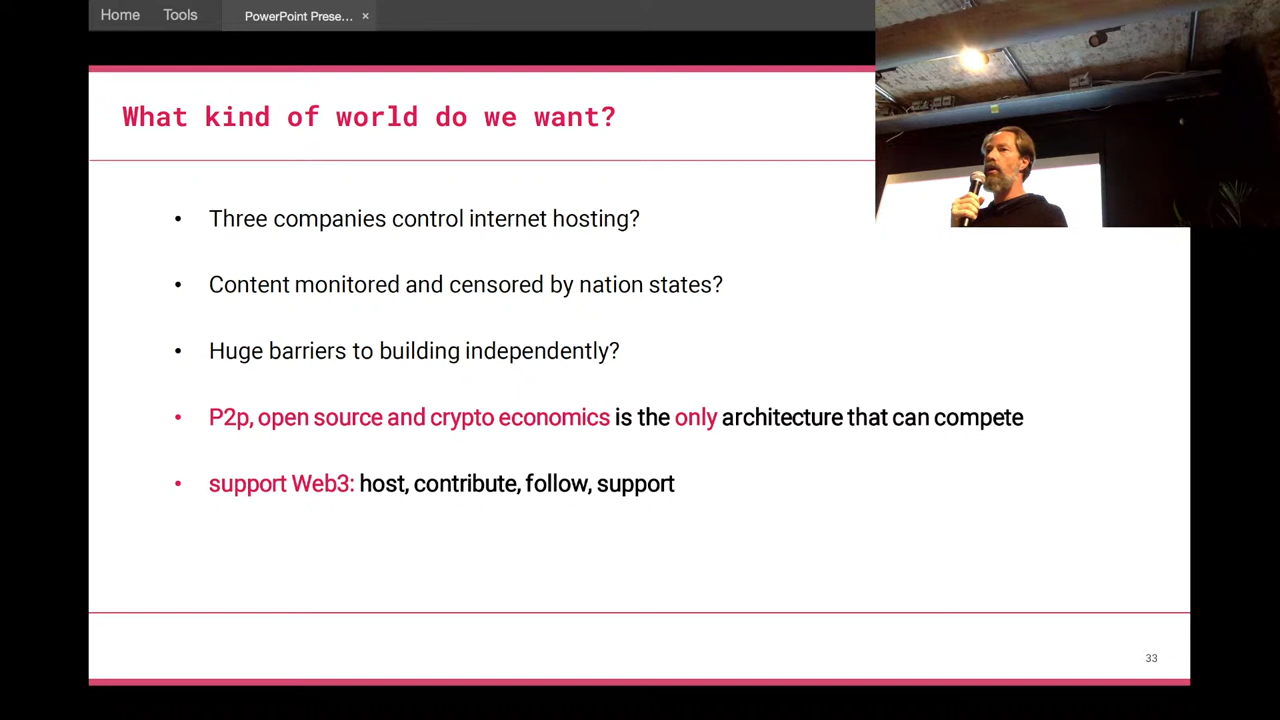 Home Tools PowerPoint Prese... ×
What kind of world do we want?
• Three companies control internet hosting?
• Content monitored and censored by nation states?
• Huge barriers to building independently?
• P2p, open source and crypto economics is the only architecture that can compete
• support Web3: host, contribute, follow, support
33